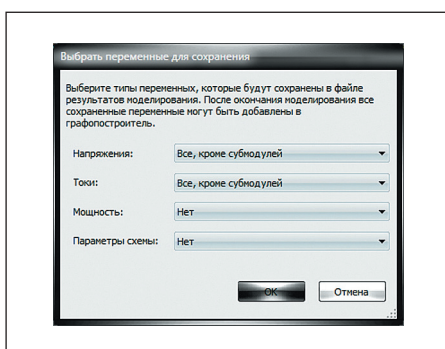 Выбрать переменные для сохранения
Выберите типы переменных, которые будут сохранены в файле
результатов моделирования. После окончания моделирования все
сохраненные переменные могут быть добавлены в
графопостроитель.
Напряжения: Все, кроме субмодулей
Токи: Все, кроме субмодулей
Мощность: Нет
Параметры схемы: Нет
OK Отмена